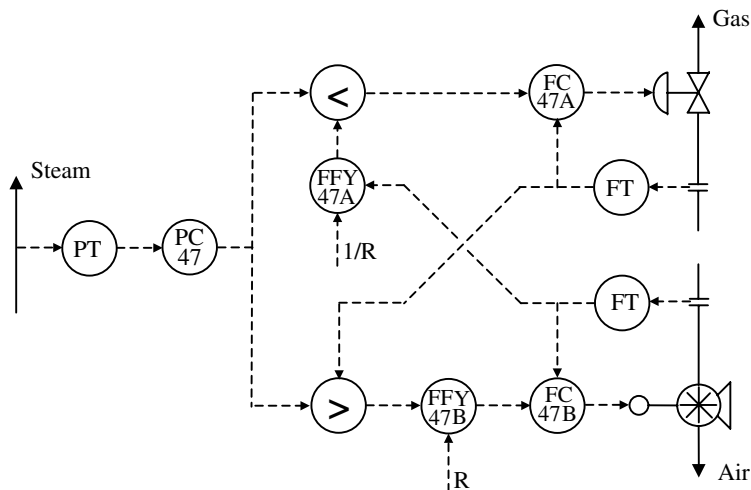 Gas
<
FC
47A
Steam
FFY
47A
FT
PT
PC
47
1/R
FT
>
FFY
47B
FC
47B
R
Air